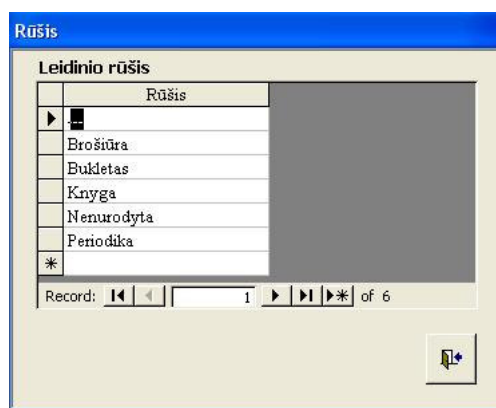 Rūšis
Leidinio rūšis
Rūšis
Brošiūra
Bukletas
Knyga
Nenurodyta
Periodika
Record: 1 of 6